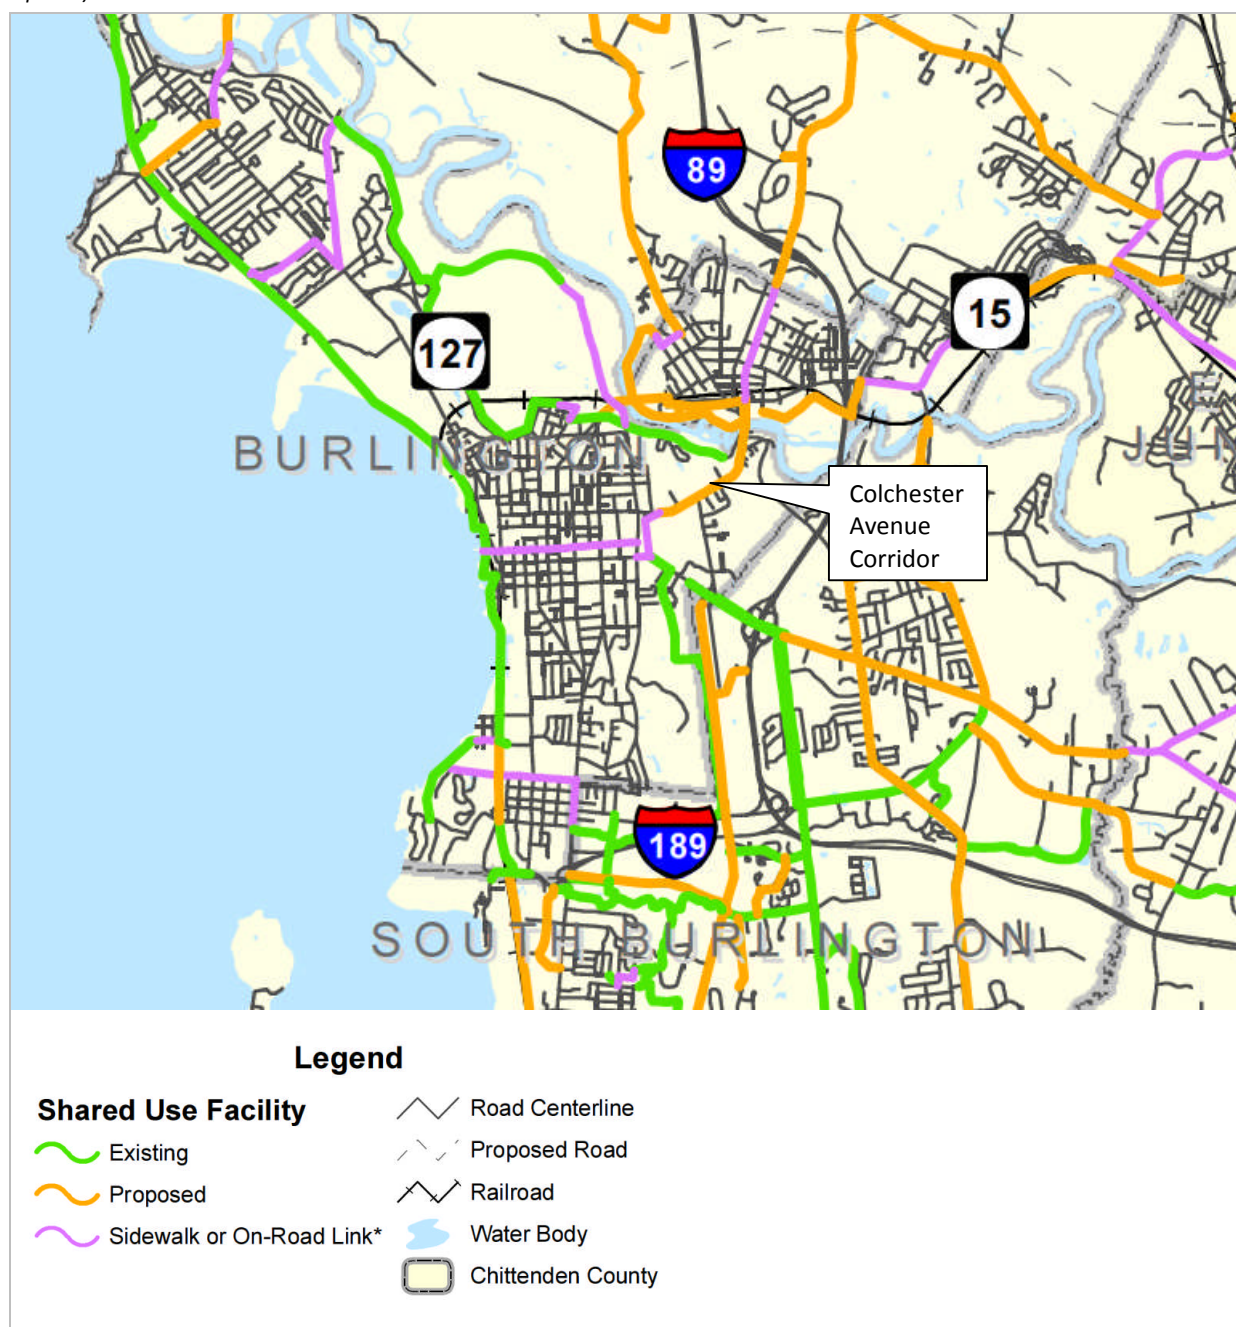 89
15
127
E
BURLINGTON
JUN
Colchester
Avenue
Corridor
189
SOUTH BURLINGTON
Legend
Shared Use Facility
Existing
Proposed
Sidewalk or On-Road Link*
Road Centerline
Proposed Road
Railroad
Water Body
Chittenden County